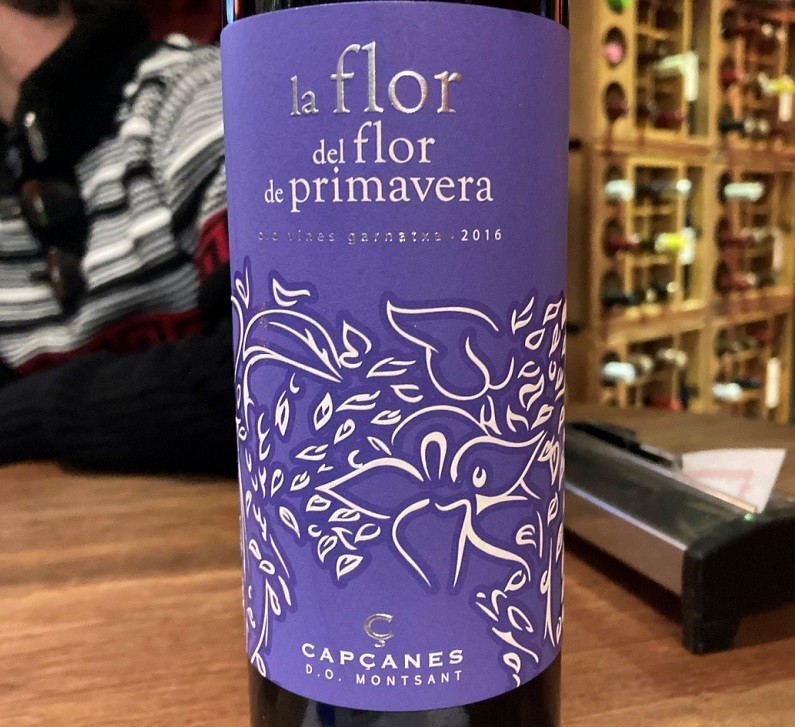 la flor
del flor
de primavera
old vines garnatxa · 2016
Ç
CAPÇANES
D.O. MONTSANT